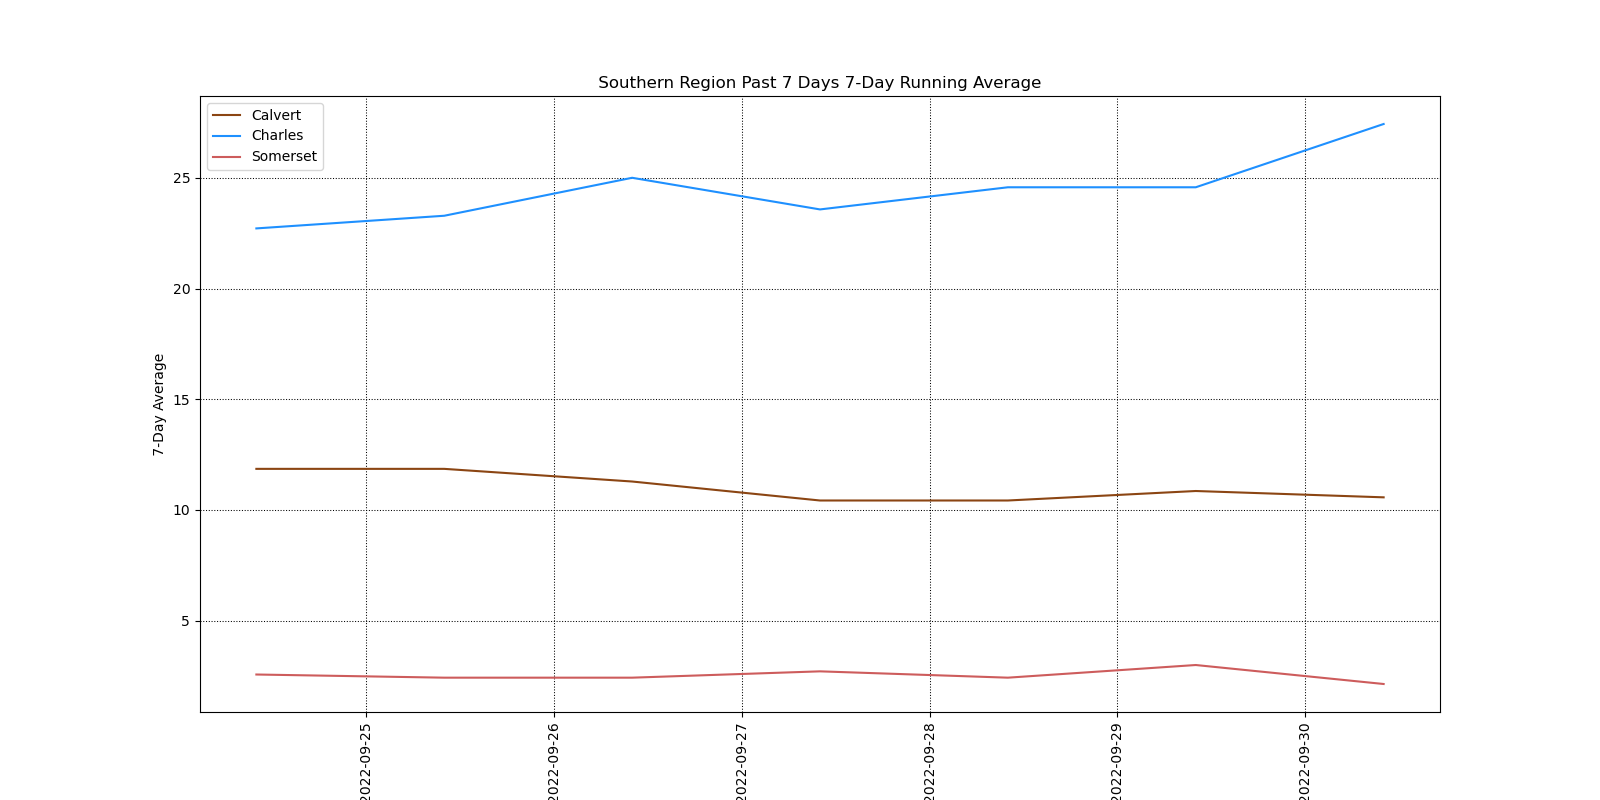 Southern Region Past 7 Days 7-Day Running Average
Calvert
Charles
Somerset
25
20
15
10
5
7-Day Average
2022-09-25
2022-09-26
2022-09-27
2022-09-28
2022-09-29
2022-09-30